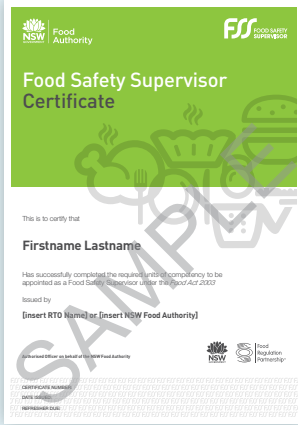 NSW
GOVERNMENT
Food
Authority
FSS FOOD SAFETY
SUPERVISOR
Food Safety Supervisor
Certificate
SAMPLE
This is to certify that
Firstname Lastname
Has successfully completed the required units of competency to be
appointed as a Food Safety Supervisor under the Food Act 2003
Issued by
[insert RTO Name] or [insert NSW Food Authority]
Authorised Officer on behalf of the NSW Food Authority
NSW
GOVERNMENT
Food
Regulation
Partnership
CERTIFICATE NUMBER:
DATE ISSUED:
REFRESHER DUE: